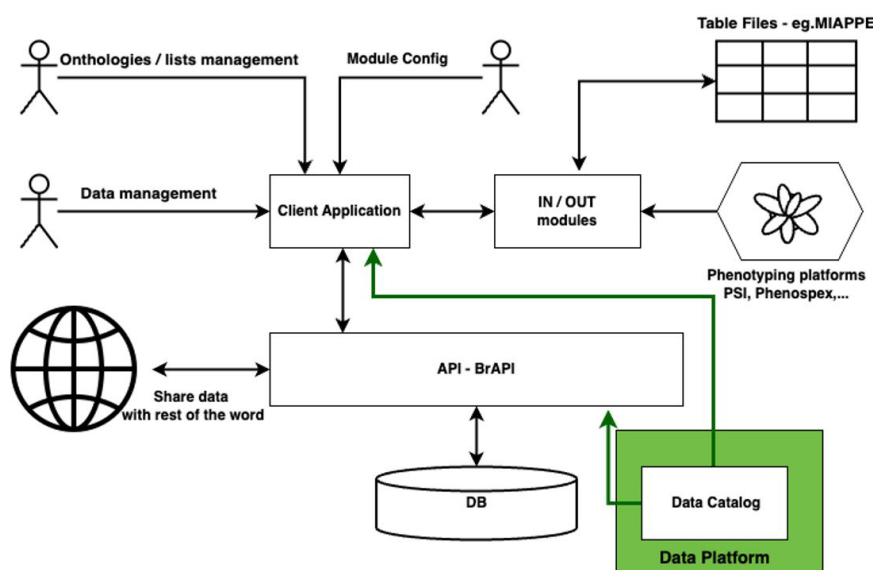 Table Files - eg.MIAPPE
Onthologies / lists management
Module Config
Data management
Client Application
IN / OUT
modules
Phenotyping platforms
PSI, Phenospex,...
API - BrAPI
Share data
with rest of the word
DB
Data Catalog
Data Platform